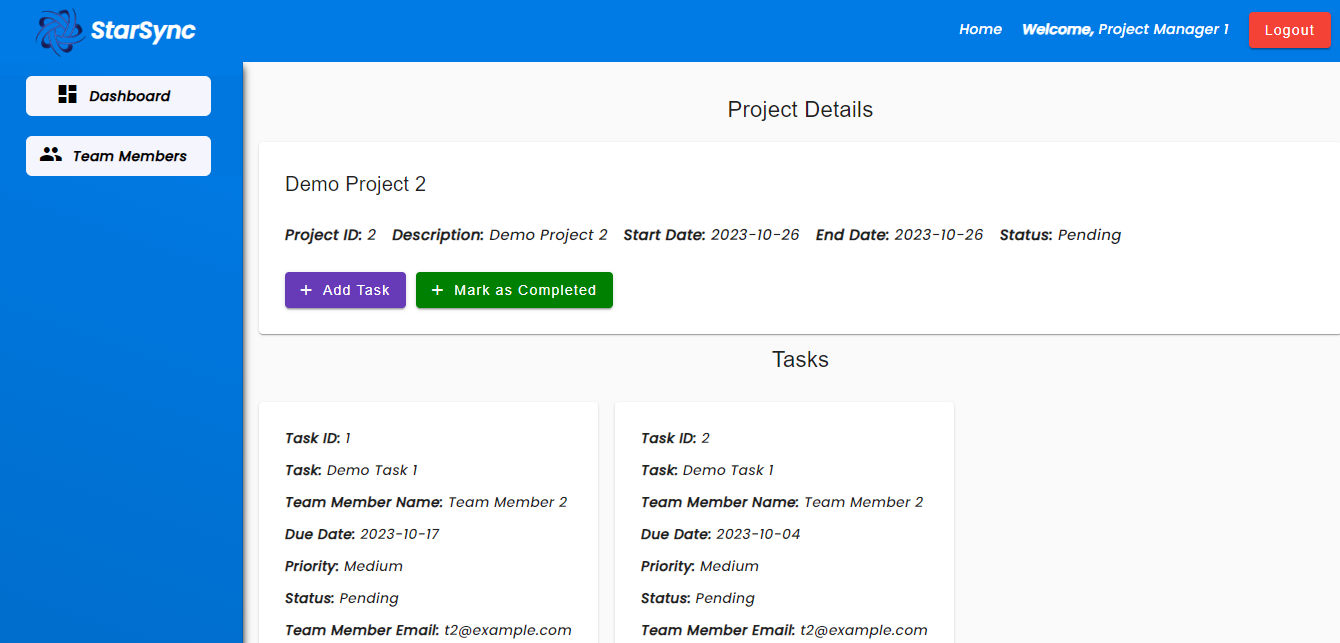 StarSync
Home Welcome, Project Manager 1 Logout
Dashboard
Team Members
Project Details
Demo Project 2
Project ID: 2 Description: Demo Project 2 Start Date: 2023-10-26 End Date: 2023-10-26 Status: Pending
+ Add Task + Mark as Completed
Tasks
Task ID: 1
Task: Demo Task 1
Team Member Name: Team Member 2
Due Date: 2023-10-17
Priority: Medium
Status: Pending
Team Member Email: t2@example.com
Task ID: 2
Task: Demo Task 1
Team Member Name: Team Member 2
Due Date: 2023-10-04
Priority: Medium
Status: Pending
Team Member Email: t2@example.com